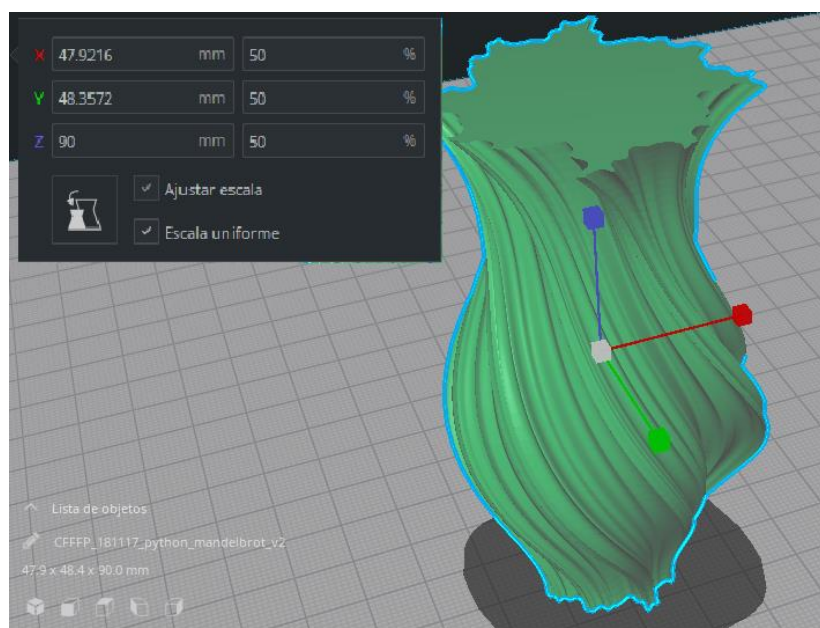 X 47.9216 mm 50 %
Y 48.3572 mm 50 %
Z 90 mm 50 %
Ajustar escala
Escala uniforme
Lista de objetos
CFFFP_181117_python_mandelbrot_v2
47.9 x 48.4 x 90.0 mm